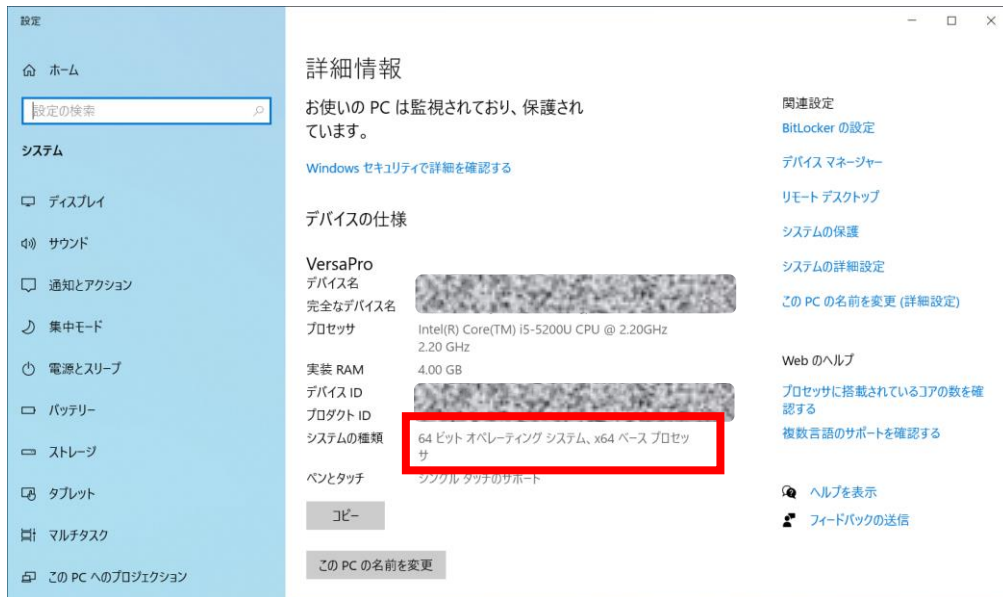 設定
ホーム
設定の検索
システム
ディスプレイ
サウンド
通知とアクション
集中モード
電源とスリープ
バッテリー
ストレージ
タブレット
マルチタスク
この PC へのプロジェクション
詳細情報
お使いの PC は監視されており、保護され
ています。
Windows セキュリティで詳細を確認する
デバイスの仕様
VersaPro
デバイス名
完全なデバイス名
プロセッサ Intel(R) Core(TM) i5-5200U CPU @ 2.20GHz
2.20 GHz
実装 RAM 4.00 GB
デバイス ID
プロダクト ID
システムの種類 64 ビット オペレーティング システム、x64 ベース プロセッ
サ
ペンとタッチ シングル タッチのサポート
コピー
この PC の名前を変更
関連設定
BitLocker の設定
デバイス マネージャー
リモート デスクトップ
システムの保護
システムの詳細設定
この PC の名前を変更 (詳細設定)
Web のヘルプ
プロセッサに搭載されているコアの数を確
認する
複数言語のサポートを確認する
ヘルプを表示
フィードバックの送信